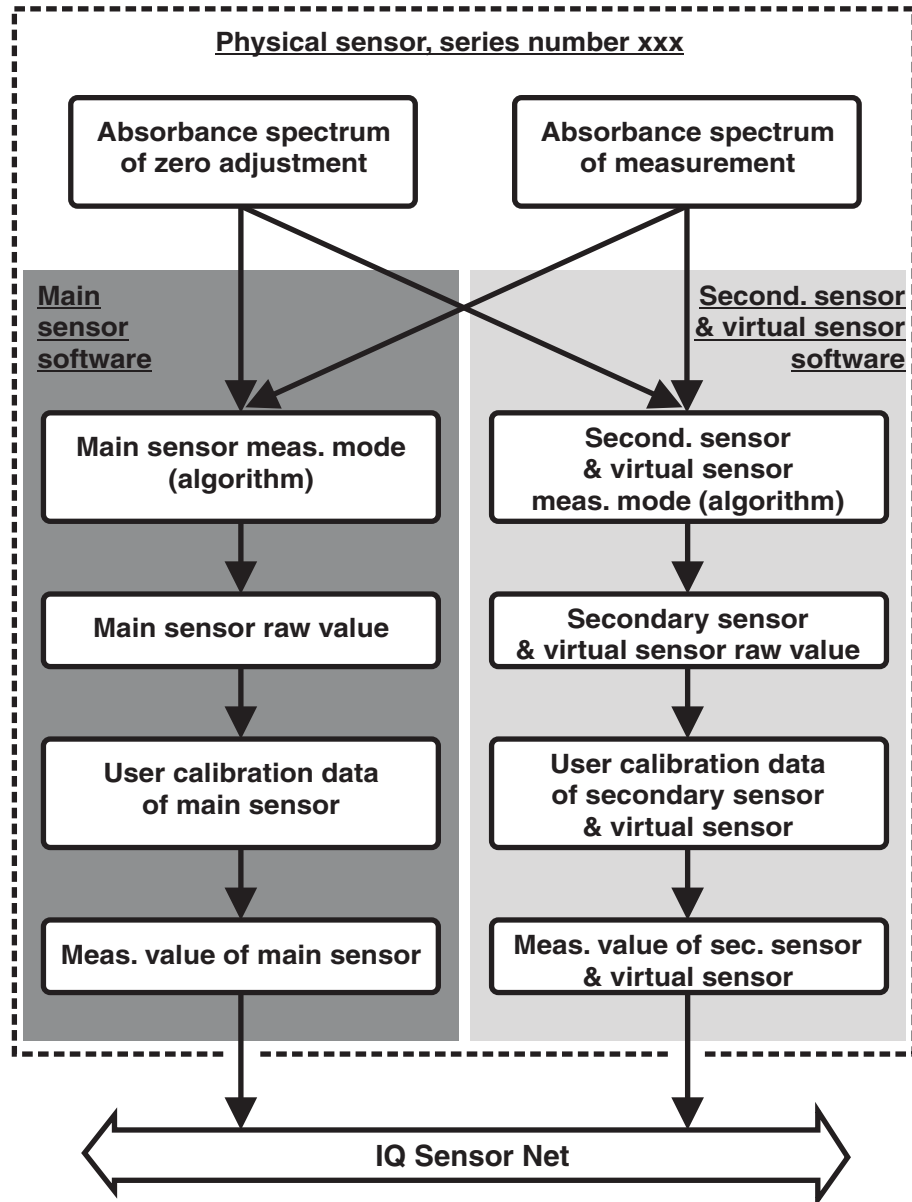 Physical sensor, series number xxx
Absorbance spectrum
of zero adjustment
Absorbance spectrum
of measurement
Main
sensor
software
Second. sensor
& virtual sensor
software
Main sensor meas. mode
(algorithm)
Second. sensor
& virtual sensor
meas. mode (algorithm)
Main sensor raw value
Secondary sensor
& virtual sensor raw value
User calibration data
of main sensor
User calibration data
of secondary sensor
& virtual sensor
Meas. value of main sensor
Meas. value of sec. sensor
& virtual sensor
IQ Sensor Net